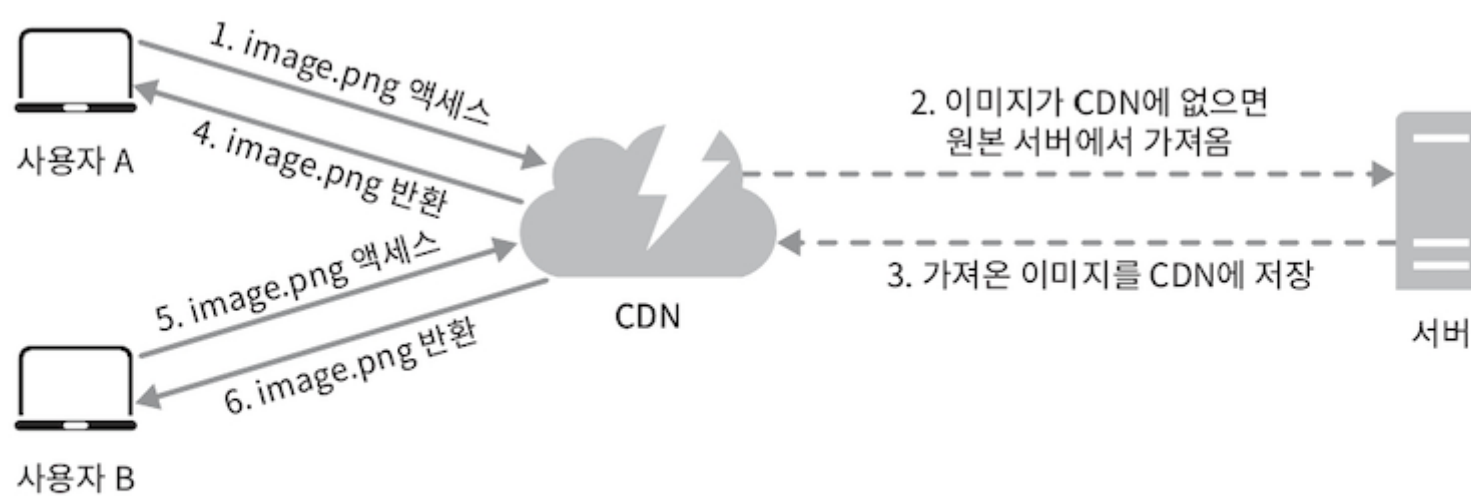 1. image.png 액세스
2. 이미지가 CDN에 없으면
원본 서버에서 가져옴
4. image.png 반환
사용자 A
5. image.png 액세스
3. 가져온 이미지를 CDN에 저장
CDN
서버
6. image.png 반환
사용자 B